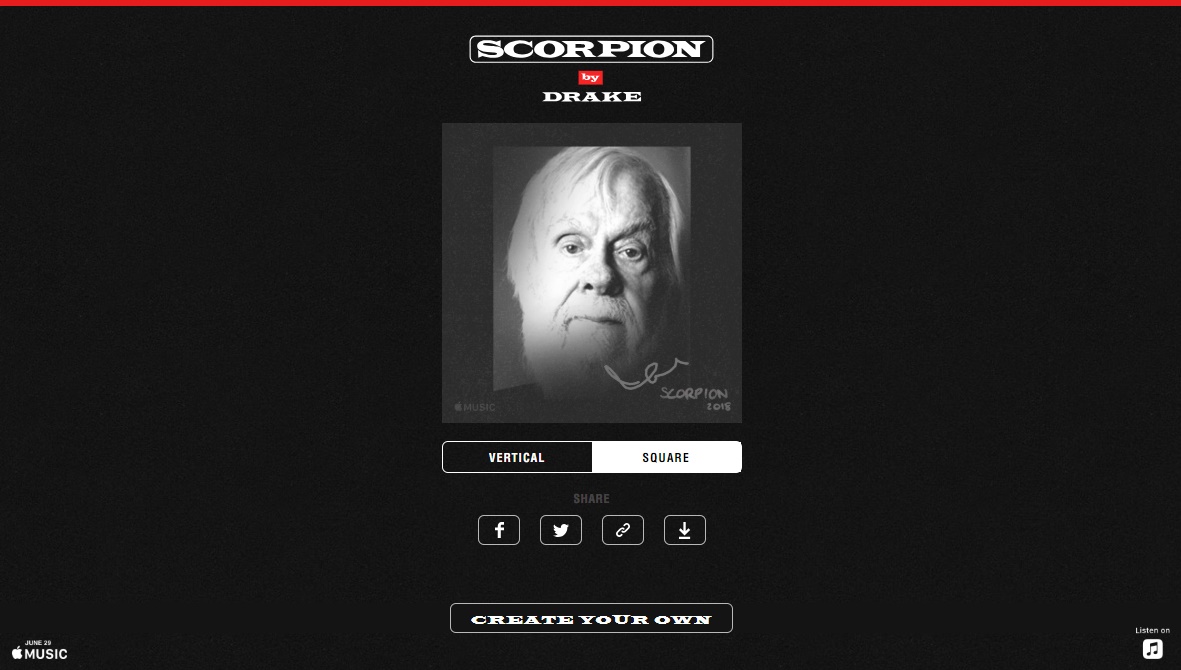 SCORPION
by
DRAKE
SCORPION
2018
MUSIC
VERTICAL
SQUARE
SHARE
CREATE YOUR OWN
JUNE 29
MUSIC
Listen on